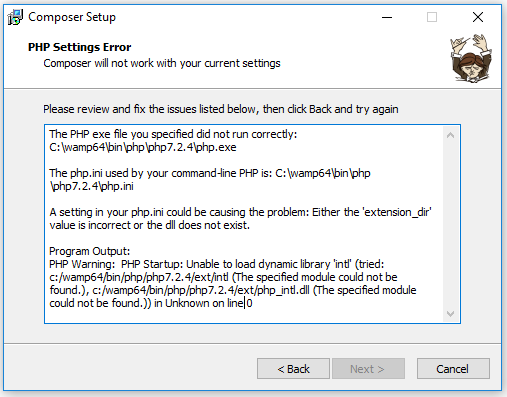 Composer Setup
PHP Settings Error
Composer will not work with your current settings
Please review and fix the issues listed below, then click Back and try again
The PHP exe file you specified did not run correctly:
C:\wamp64\bin\php\php7.2.4\php.exe
The php.ini used by your command-line PHP is: C:\wamp64\bin\php
\php7.2.4\php.ini
A setting in your php.ini could be causing the problem: Either the 'extension_dir'
value is incorrect or the dll does not exist.
Program Output:
PHP Warning:  PHP Startup: Unable to load dynamic library 'intl' (tried:
c:/wamp64/bin/php/php7.2.4/ext/intl (The specified module could not be
found.), c:/wamp64/bin/php/php7.2.4/ext/php_intl.dll (The specified module
could not be found.)) in Unknown on line 0
< Back
Next >
Cancel